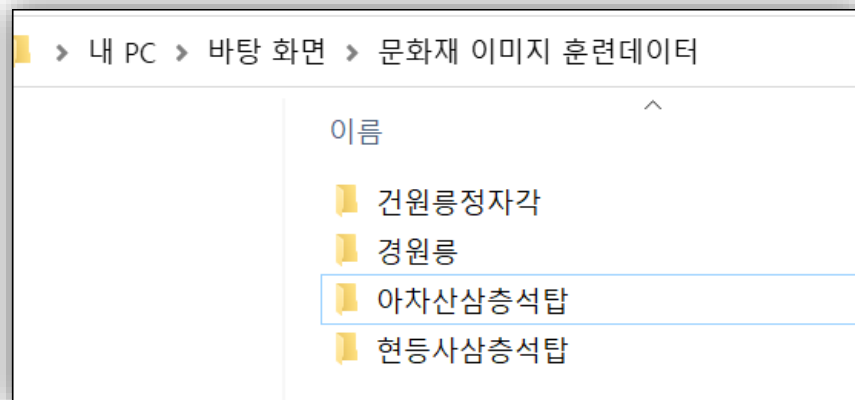 내 PC > 바탕 화면 > 문화재 이미지 훈련데이터
이름
건원릉정자각
경원릉
아차산삼층석탑
현등사삼층석탑